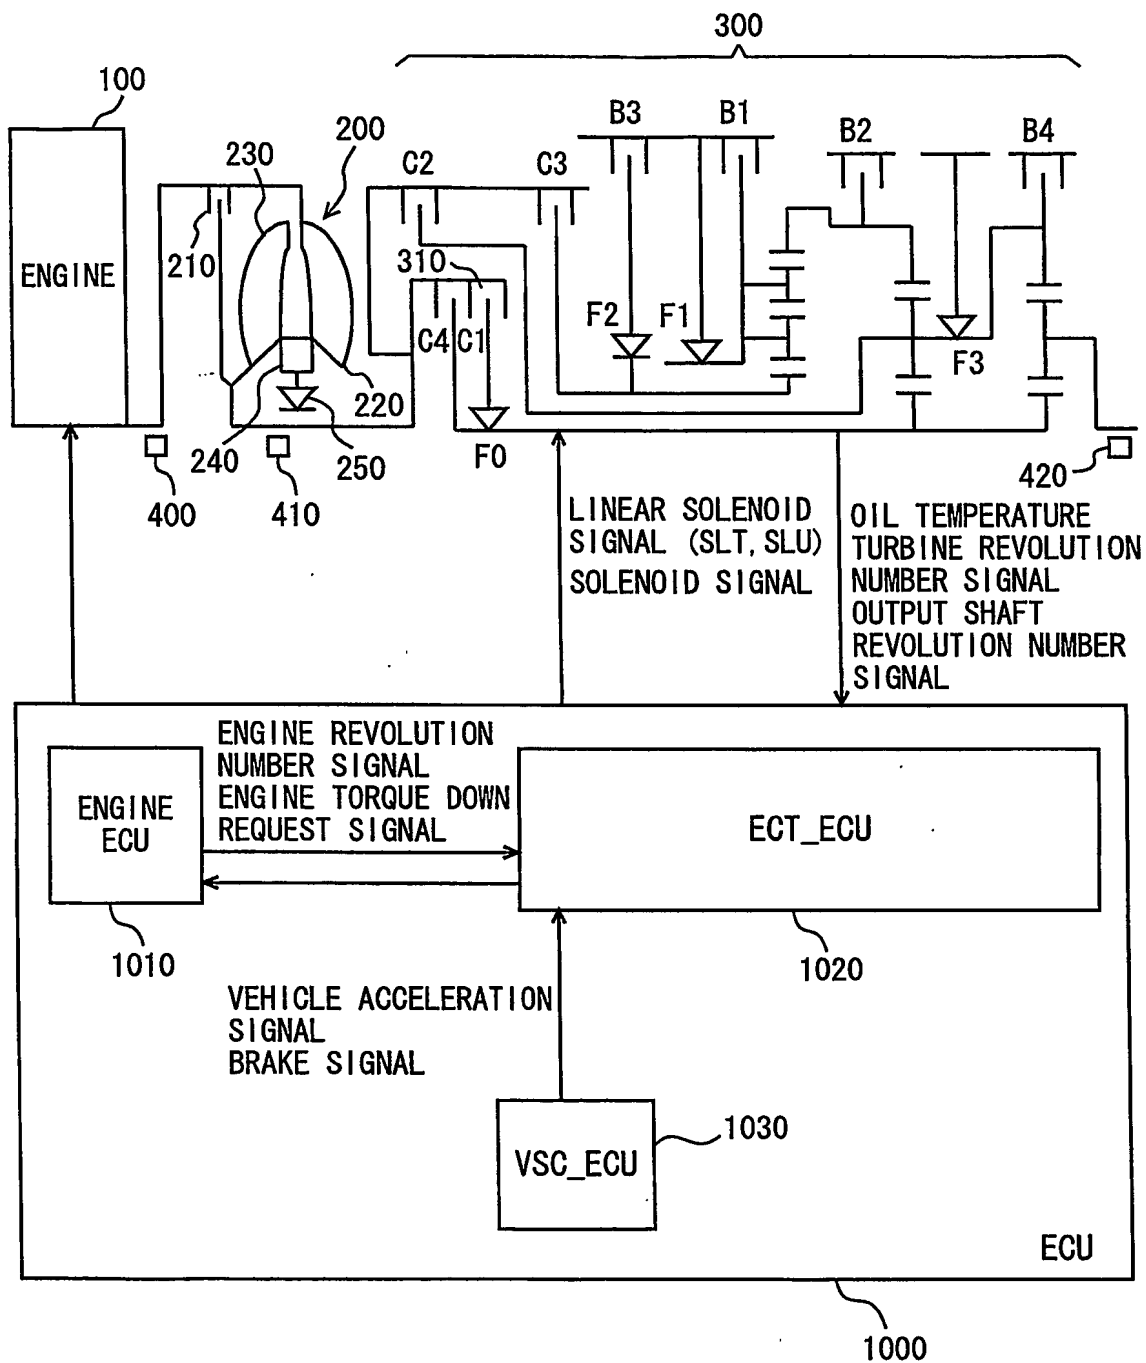 300
100
B3
B1
B2
B4
200
230
C2
C3
210
ENGINE
310
F2
F1
C4
C1
F3
220
240
250
F0
420
400
410
LINEAR SOLENOID
SIGNAL (SLT, SLU)
SOLENOID SIGNAL
OIL TEMPERATURE
TURBINE REVOLUTION
NUMBER SIGNAL
OUTPUT SHAFT
REVOLUTION NUMBER
SIGNAL
ENGINE REVOLUTION
NUMBER SIGNAL
ENGINE TORQUE DOWN
REQUEST SIGNAL
ENGINE
ECU
ECT_ECU
1010
1020
VEHICLE ACCELERATION
SIGNAL
BRAKE SIGNAL
1030
VSC_ECU
ECU
1000